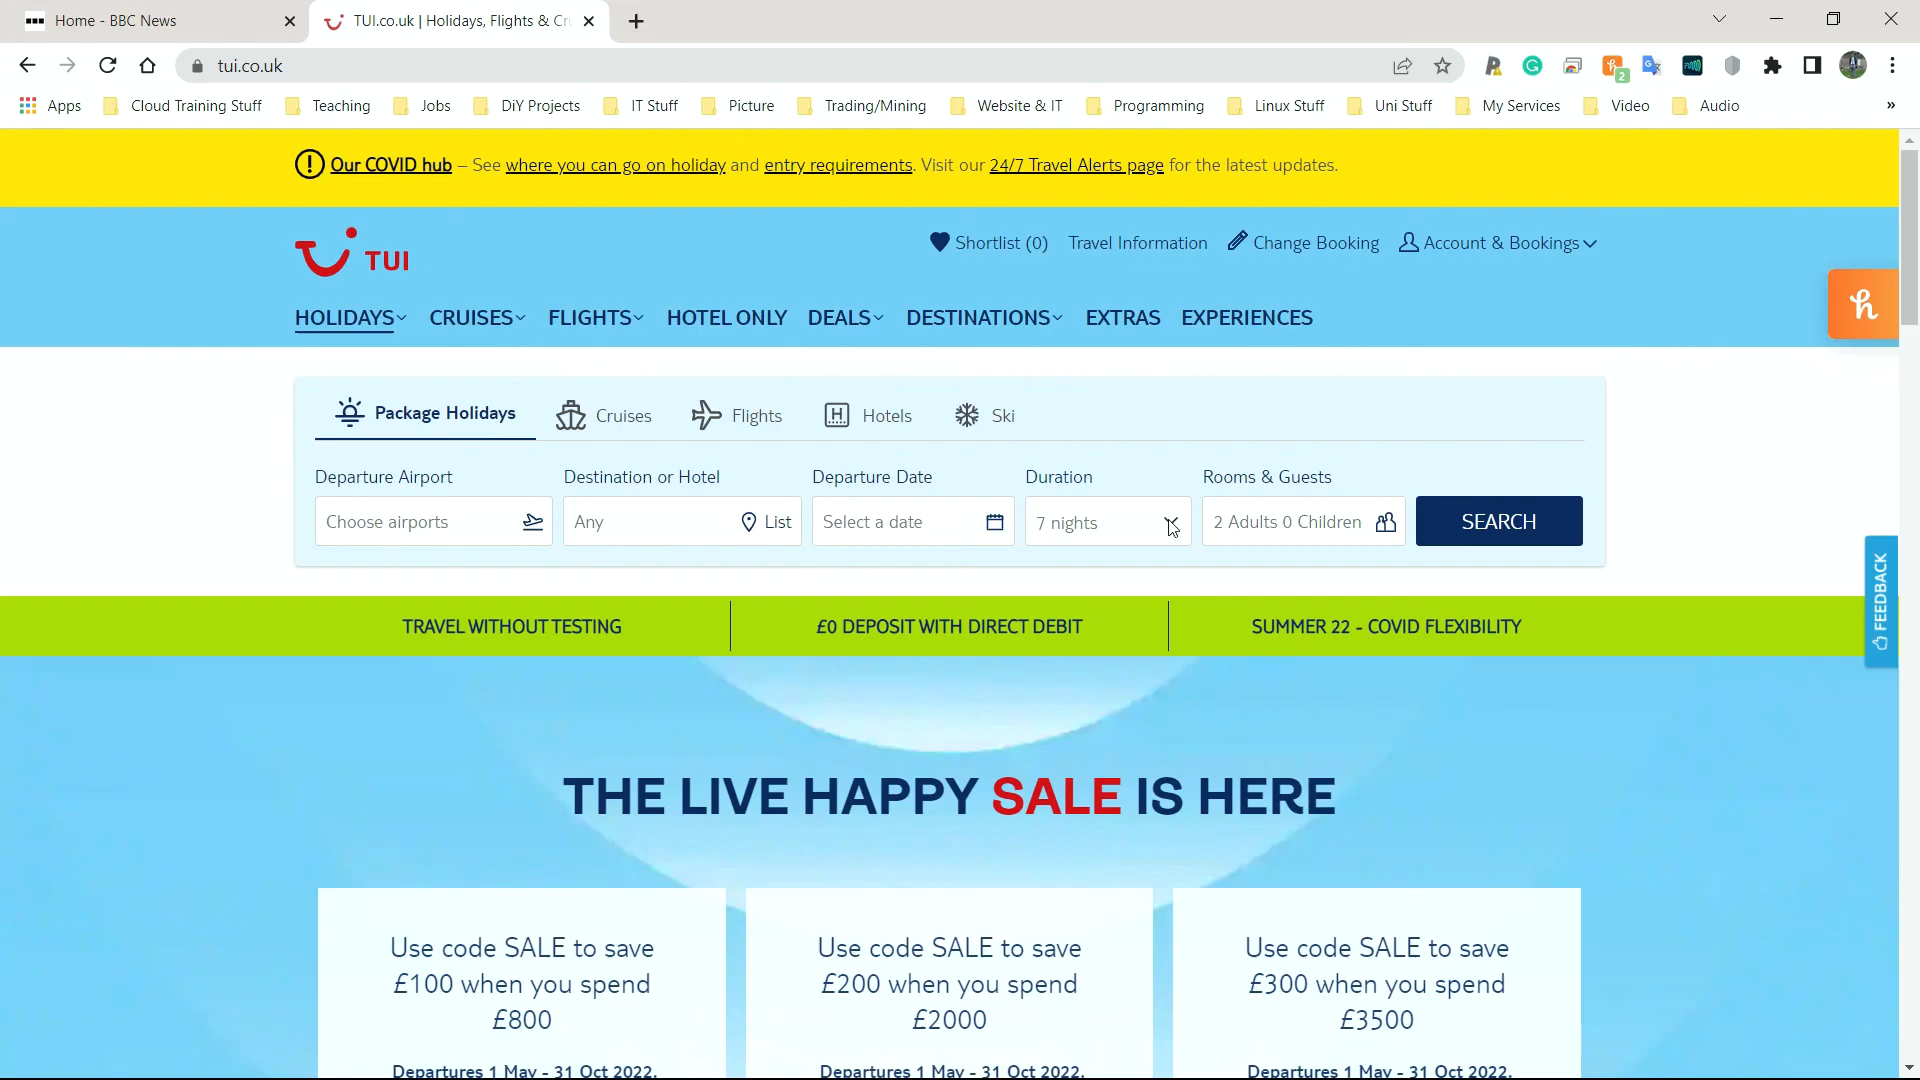 Home - BBC News
TUI.co.uk | Holidays, Flights & Cr
tui.co.uk
2
Apps Cloud Training Stuff Teaching Jobs DiY Projects IT Stuff Picture Trading/Mining Website & IT Programming Linux Stuff Uni Stuff My Services Video Audio »
Our COVID hub – See where you can go on holiday and entry requirements. Visit our 24/7 Travel Alerts page for the latest updates.
TUI
Shortlist (0) Travel Information Change Booking Account & Bookings
HOLIDAYS CRUISES FLIGHTS HOTEL ONLY DEALS DESTINATIONS EXTRAS EXPERIENCES
Package Holidays Cruises Flights Hotels Ski
Departure Airport Destination or Hotel Departure Date Duration Rooms & Guests
Choose airports Any List Select a date 7 nights 2 Adults 0 Children SEARCH
FEEDBACK
TRAVEL WITHOUT TESTING £0 DEPOSIT WITH DIRECT DEBIT SUMMER 22 - COVID FLEXIBILITY
THE LIVE HAPPY SALE IS HERE
Use code SALE to save
£100 when you spend
£800
Departures 1 May - 31 Oct 2022.
Use code SALE to save
£200 when you spend
£2000
Departures 1 May - 31 Oct 2022.
Use code SALE to save
£300 when you spend
£3500
Departures 1 May - 31 Oct 2022.